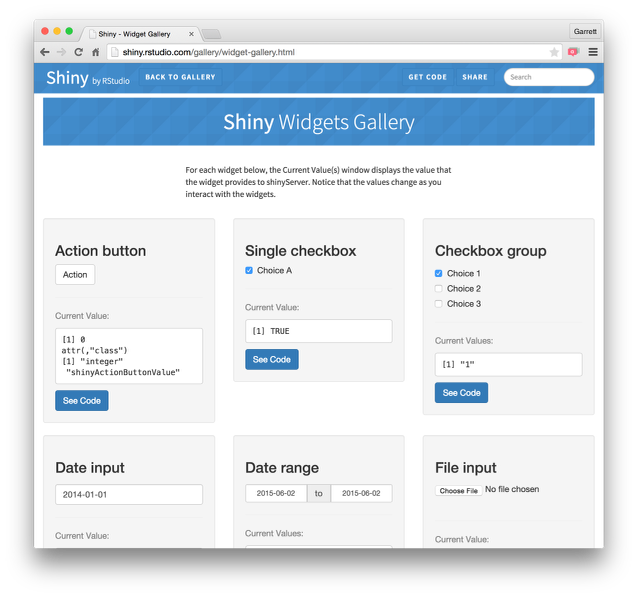 Shiny - Widget Gallery
Garrett
shiny.rstudio.com/gallery/widget-gallery.html
Shiny by RStudio
BACK TO GALLERY
GET CODE
SHARE
Search
Shiny Widgets Gallery
For each widget below, the Current Value(s) window displays the value that
the widget provides to shinyServer. Notice that the values change as you
interact with the widgets.
Action button
Action
Current Value:
[1] 0
attr(,"class")
[1] "integer"
"shinyActionButtonValue"
See Code
Single checkbox
Choice A
Current Value:
[1] TRUE
See Code
Checkbox group
Choice 1
Choice 2
Choice 3
Current Values:
[1] "1"
See Code
Date input
2014-01-01
Current Value:
Date range
2015-06-02 to 2015-06-02
Current Values:
File input
Choose File No file chosen
Current Value: